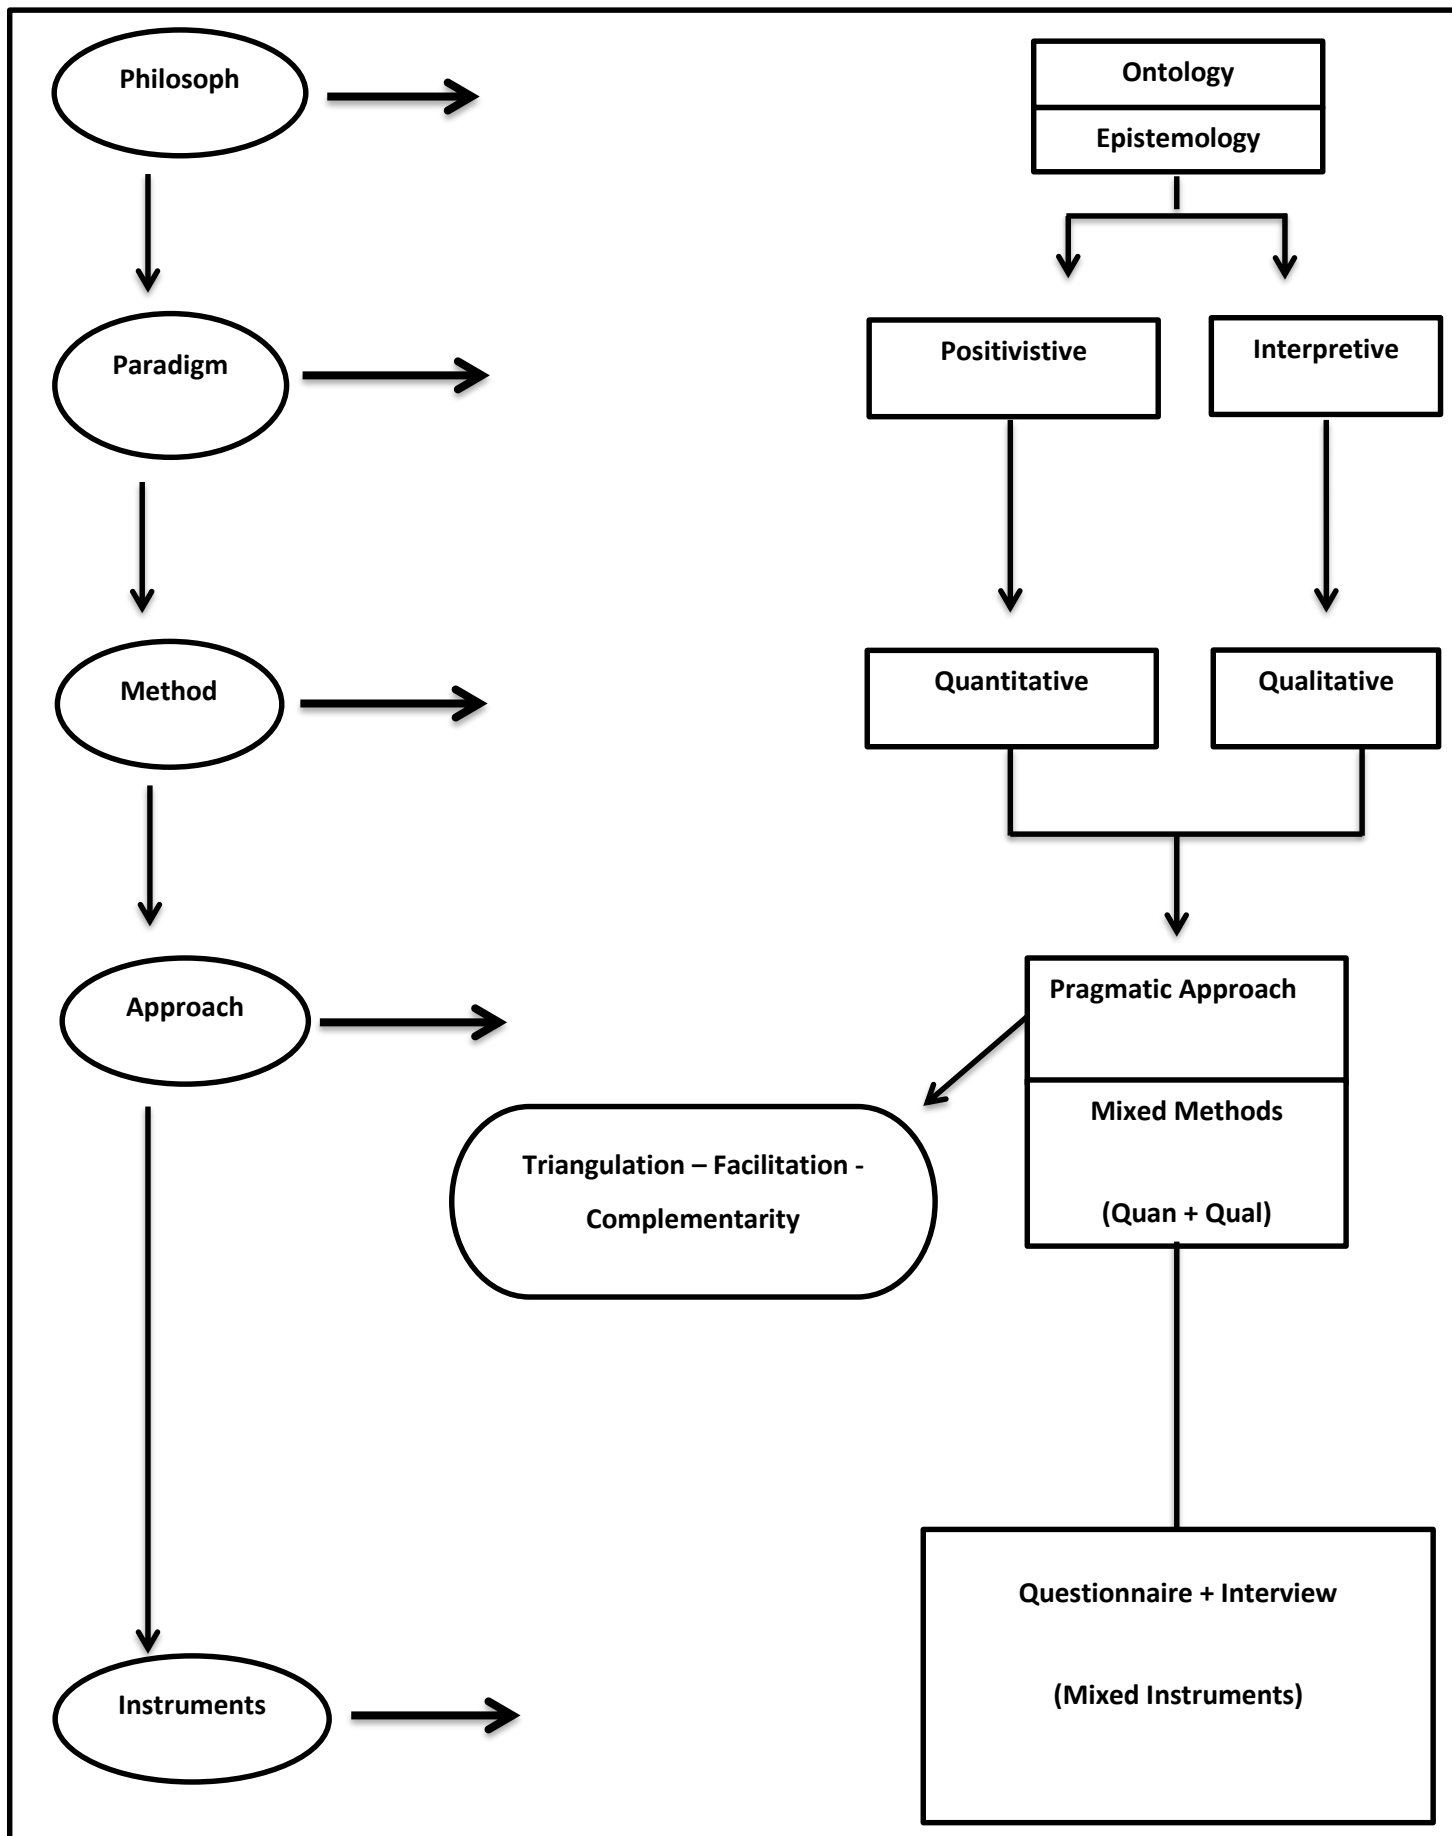 Philosoph
Ontology
Epistemology
Paradigm
Positivistive
Interpretive
Method
Quantitative
Qualitative
Approach
Pragmatic Approach
Mixed Methods
(Quan + Qual)
Triangulation – Facilitation -
Complementarity
Instruments
Questionnaire + Interview
(Mixed Instruments)